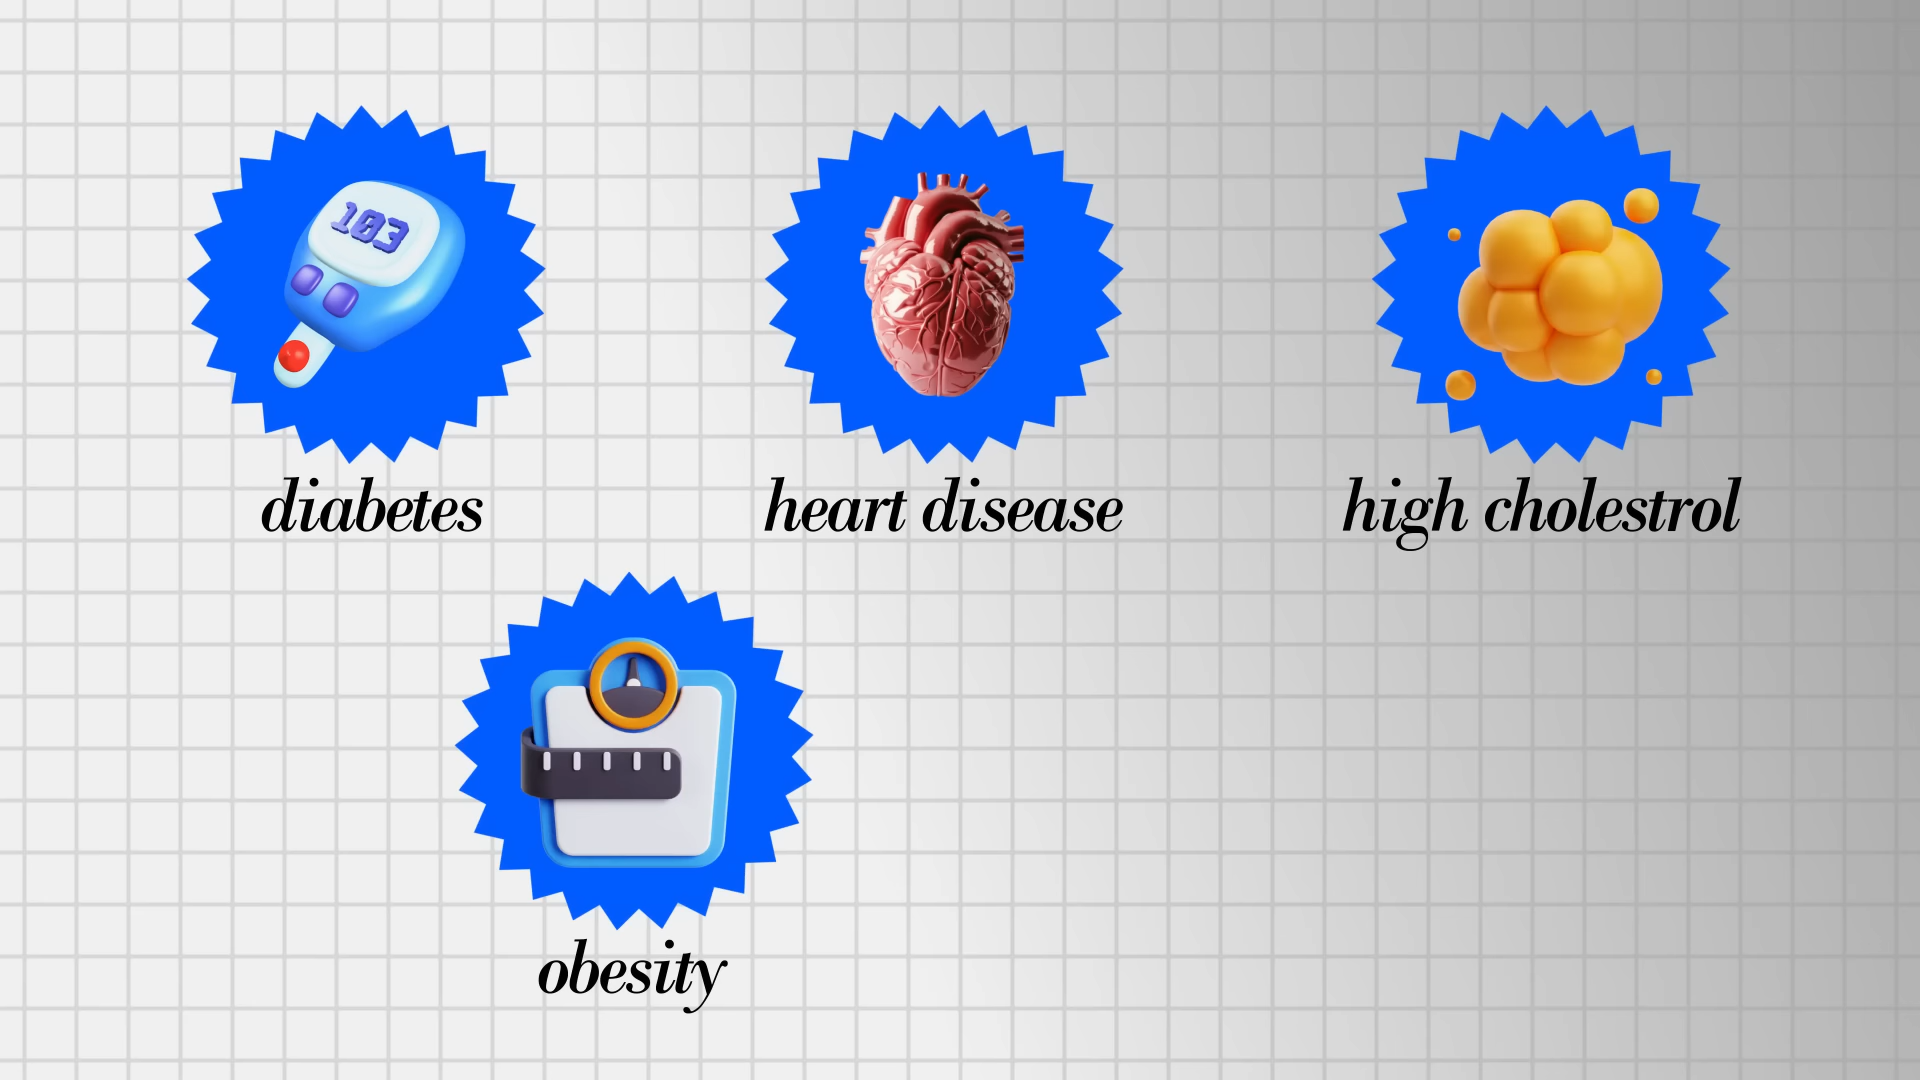 103
diabetes
heart disease
high cholestrol
obesity